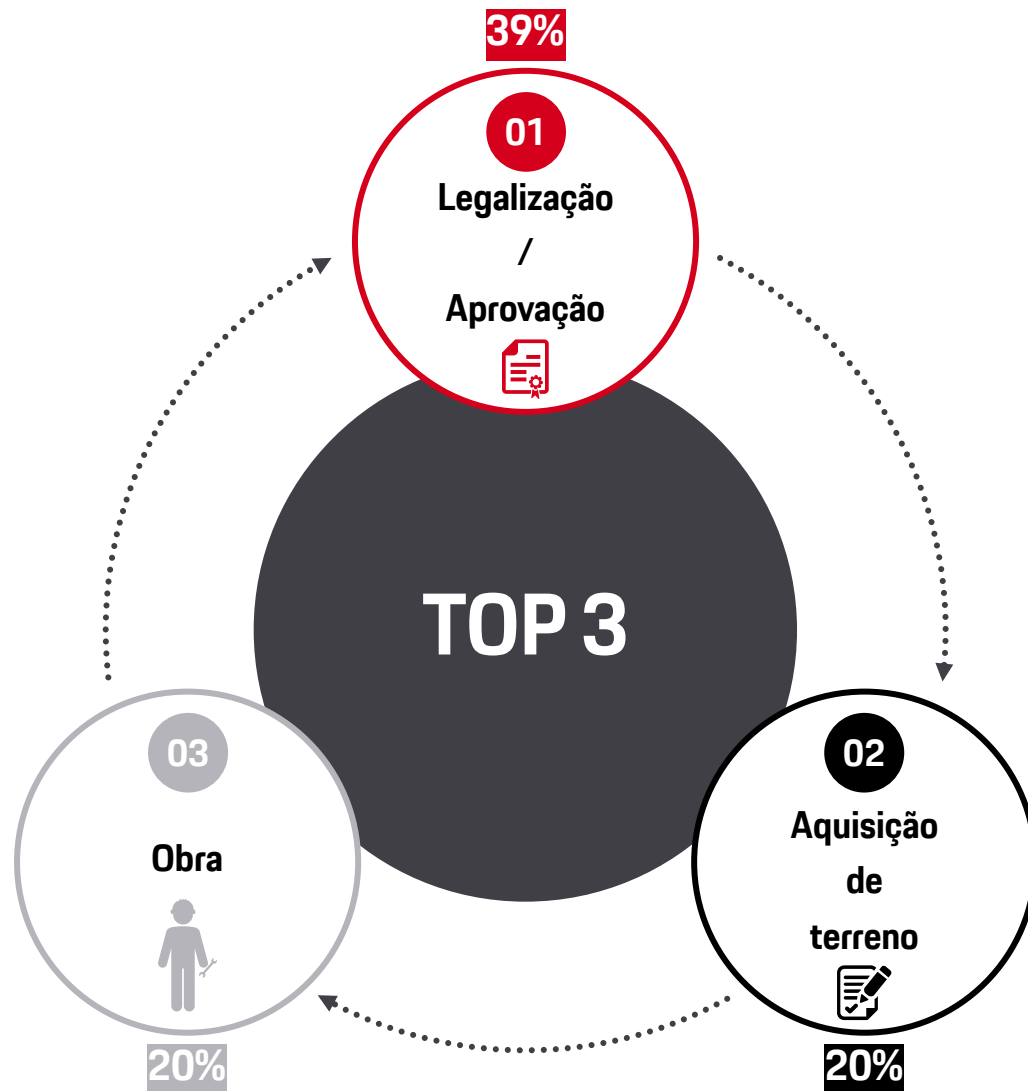 39%
01
Legalização
/
Aprovação
TOP 3
03
Obra
20%
02
Aquisição
de
terreno
20%